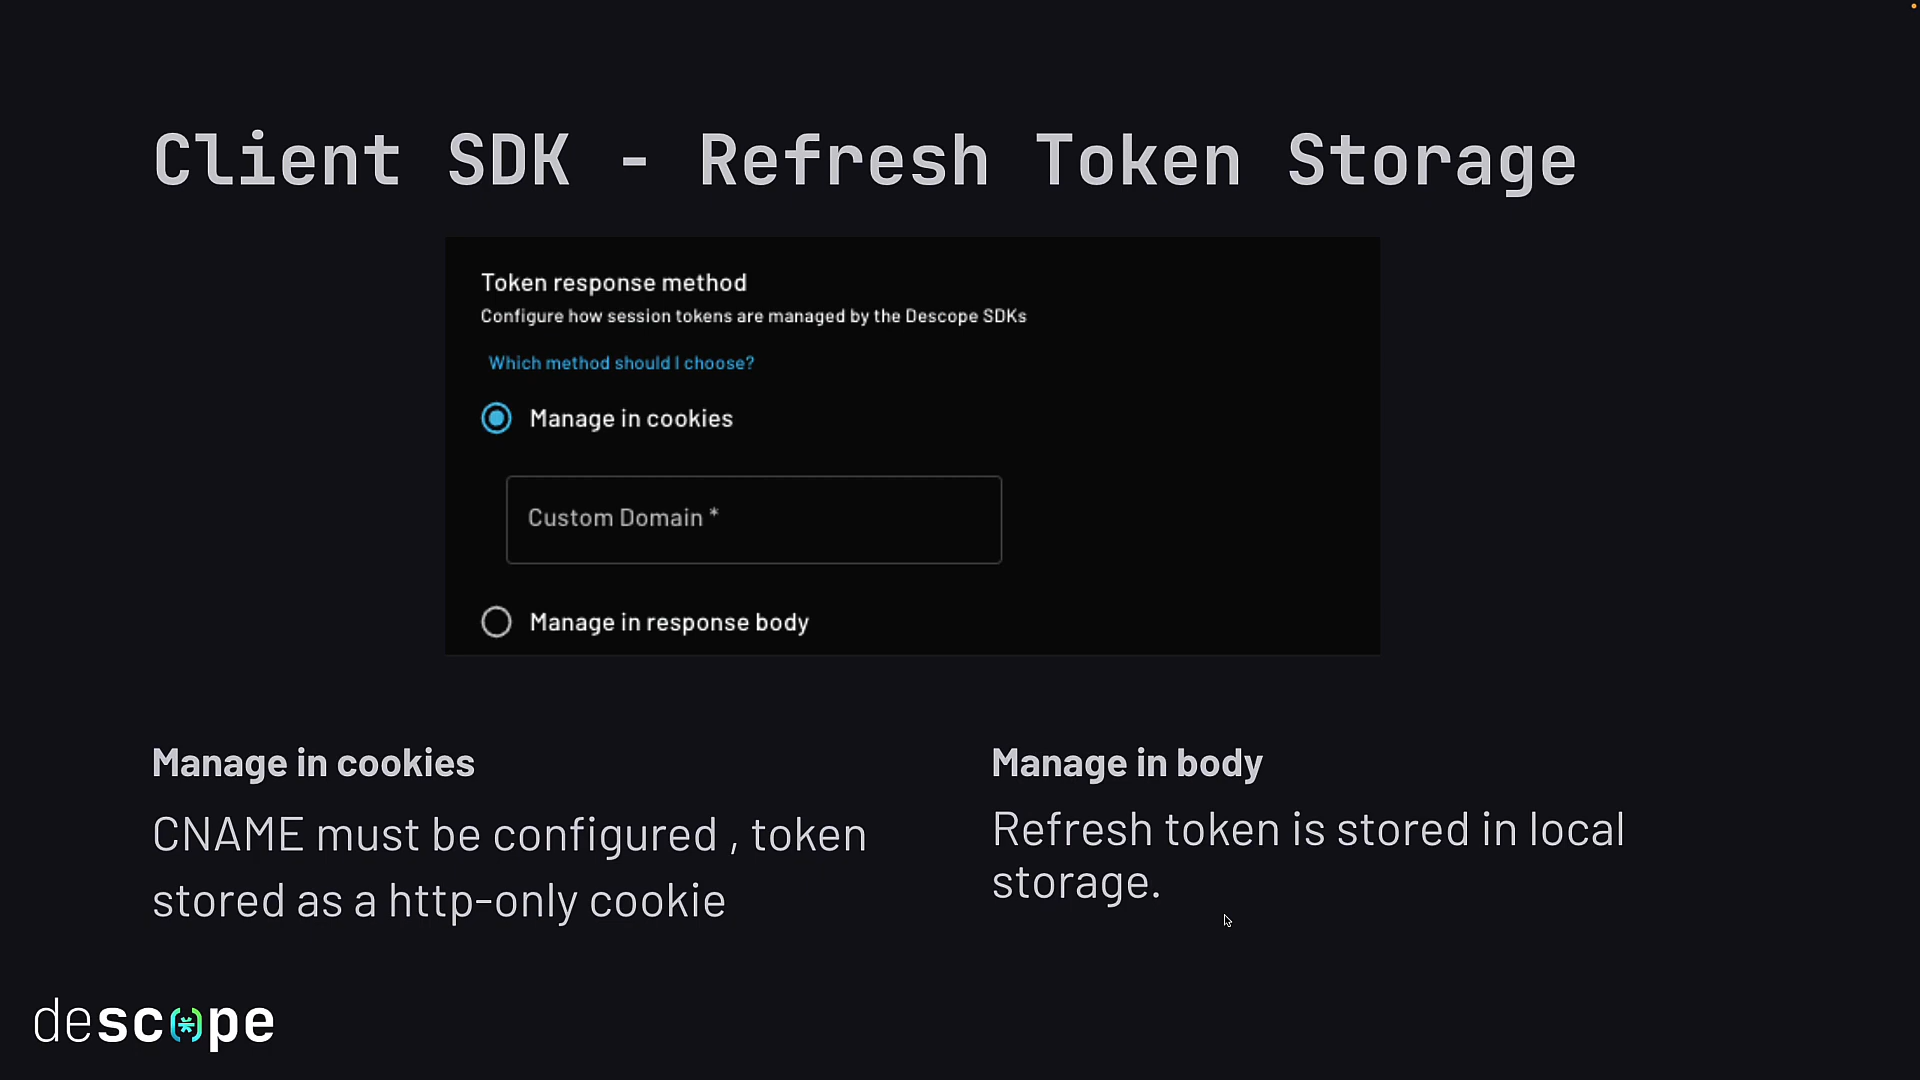 Client SDK - Refresh Token Storage
Token response method
Configure how session tokens are managed by the Descope SDKs
Which method should I choose?
Manage in cookies
Custom Domain *
Manage in response body
Manage in cookies
CNAME must be configured , token
stored as a http-only cookie
Manage in body
Refresh token is stored in local
storage.
descope